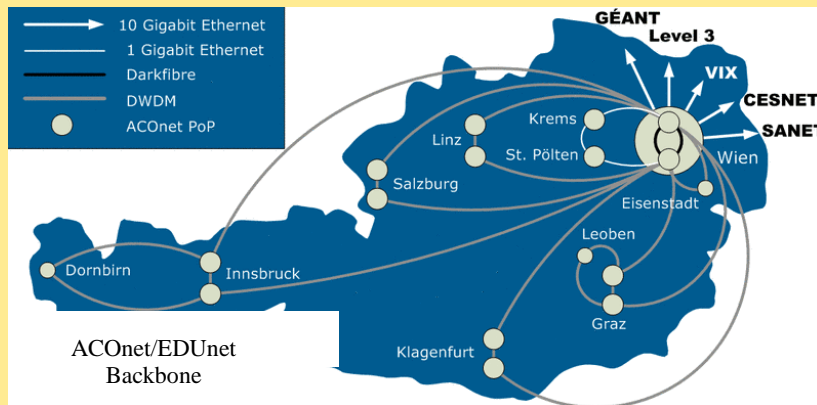 10 Gigabit Ethernet
1 Gigabit Ethernet
Darkfibre
DWDM
ACOnet PoP
GÉANT
Level 3
VIX
CESNET
SANET
Wien
Krems
Linz
St. Pölten
Salzburg
Eisenstadt
Leoben
Dornbirn
Innsbruck
Graz
Klagenfurt
ACOnet/EDUnet
Backbone